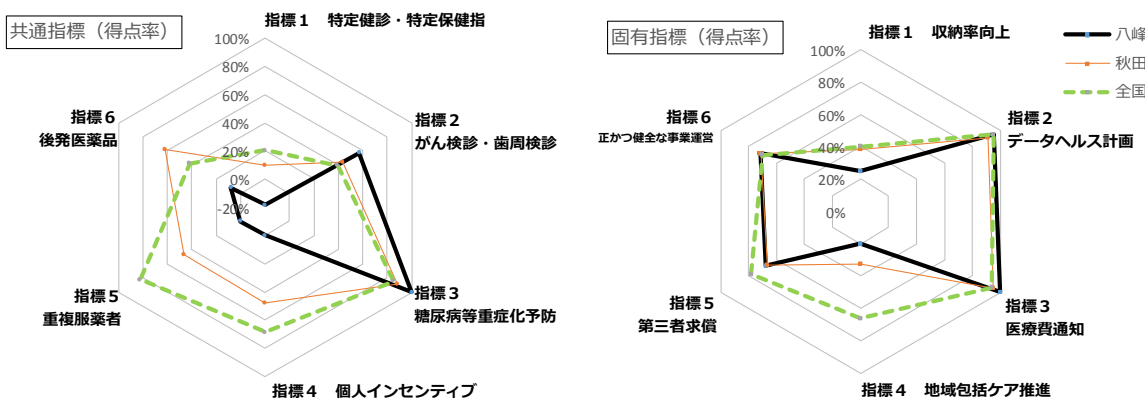 共通指標（得点率）
指標１　特定健診・特定保健指
100%
80%
60%
40%
20%
0%
-20%
指標２
がん検診・歯周検診
指標３
糖尿病等重症化予防
指標４　個人インセンティブ
指標５
重複服薬者
指標６
後発医薬品
固有指標（得点率）
指標１　収納率向上
100%
80%
60%
40%
20%
0%
指標２
データヘルス計画
指標３
医療費通知
指標４　地域包括ケア推進
指標５
第三者求償
指標６
正かつ健全な事業運営
八峰
秋田
全国